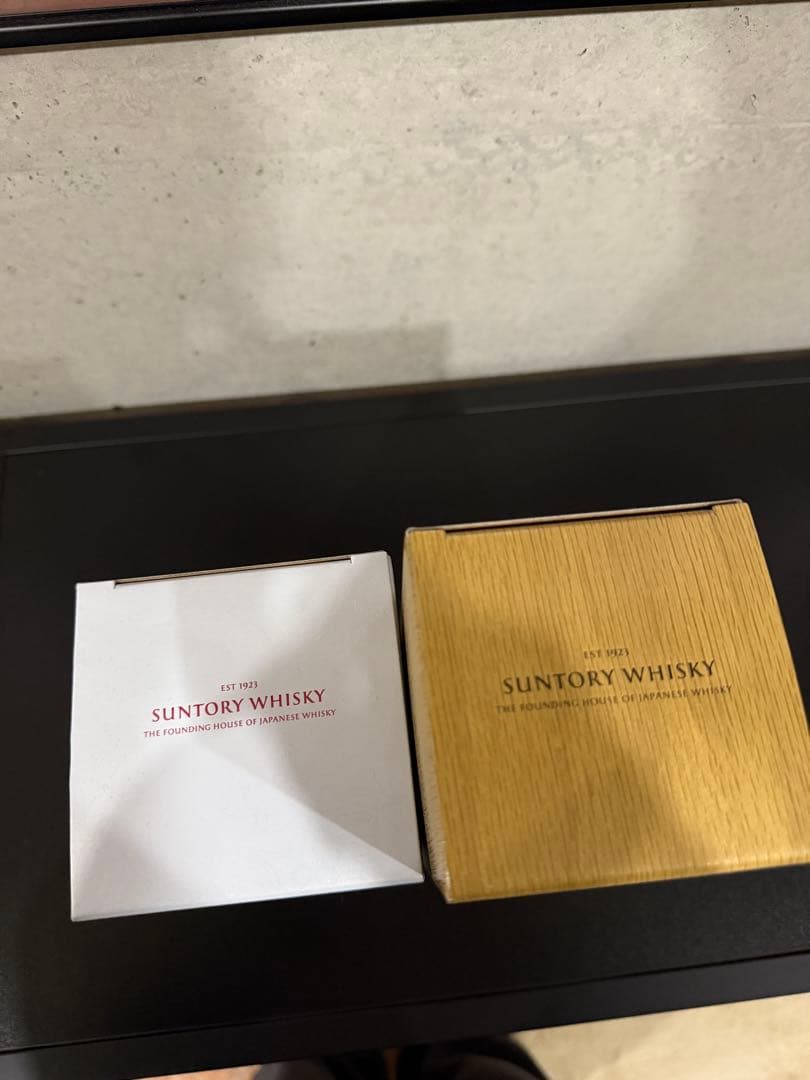 EST 1923
SUNTORY WHISKY
THE FOUNDING HOUSE OF JAPANESE WHISKY
EST 1923
SUNTORY WHISKY
THE FOUNDING HOUSE OF JAPANESE WHISKY